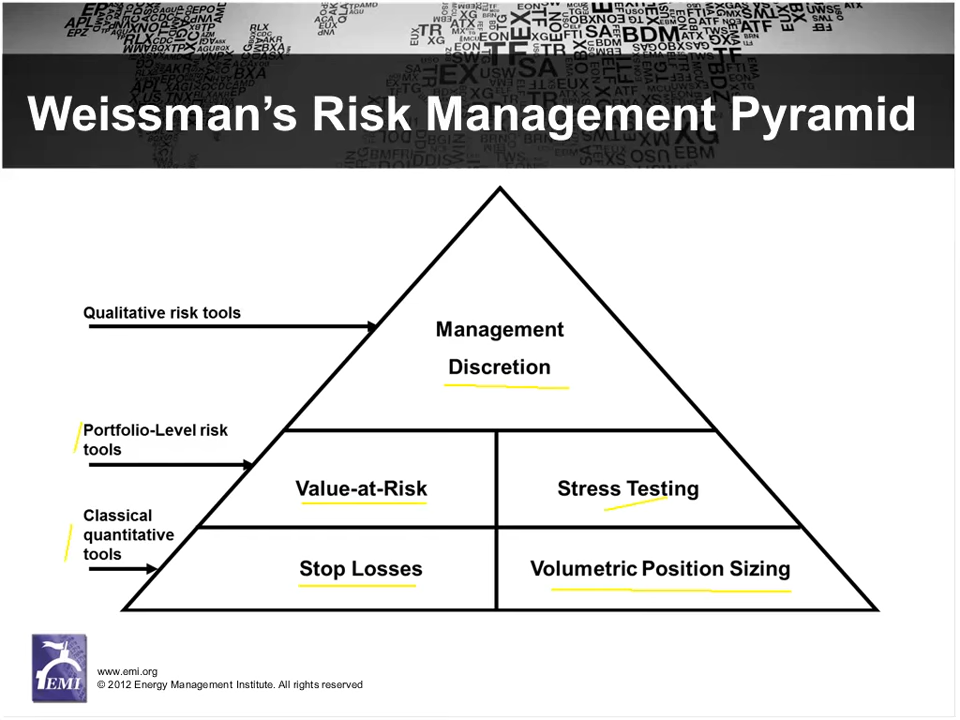 Weissman’s Risk Management Pyramid
Qualitative risk tools
Management
Discretion
Portfolio-Level risk
tools
Value-at-Risk
Stress Testing
Classical
quantitative
tools
Stop Losses
Volumetric Position Sizing
EMI
www.emi.org
© 2012 Energy Management Institute. All rights reserved